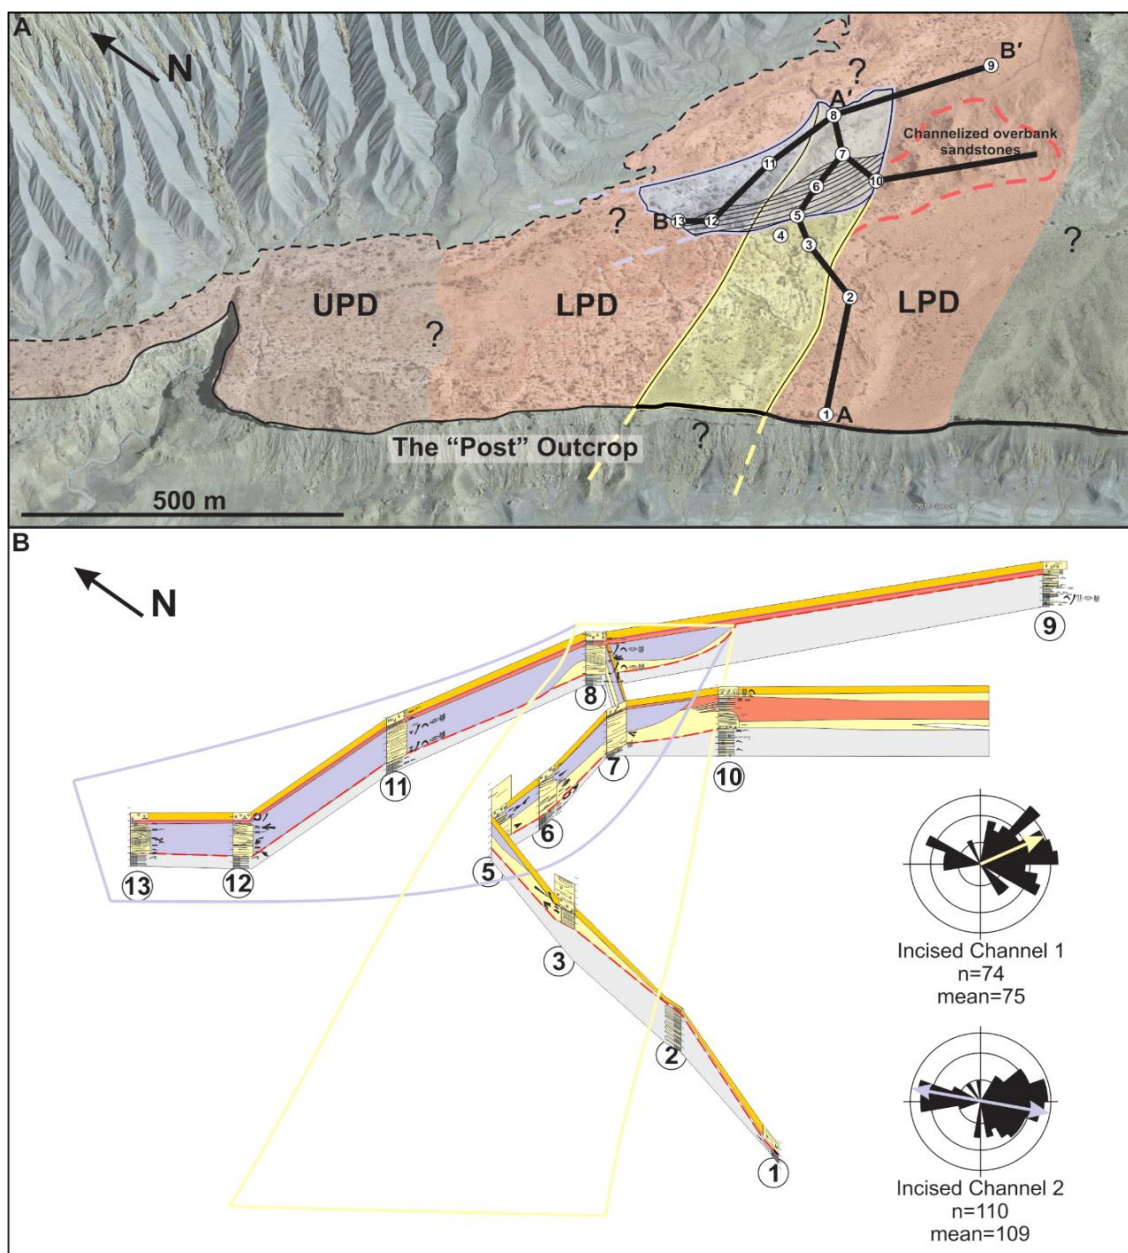 A
N
?
B′
9
A′
8
Channelized overbank
sandstones
11
7
10
6
?
B
13
12
5
4
3
?
UPD
?
LPD
2
LPD
1
A
The “Post” Outcrop
?
500 m
B
N
9
8
11
7
10
6
13
12
5
3
2
1
Incised Channel 1
n=74
mean=75
Incised Channel 2
n=110
mean=109